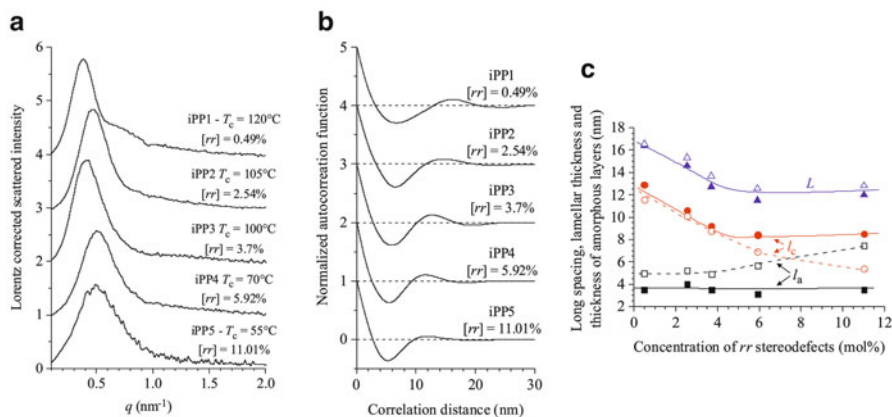 a
Lorentz corrected scattered intensity
6
5
4
3
2
1
0
iPP1 - Tc = 120°C
[rr] = 0.49%
iPP2 Tc = 105°C
[rr] = 2.54%
iPP3 Tc = 100°C
[rr] = 3.7%
iPP4 Tc = 70°C
[rr] = 5.92%
iPP5 - Tc = 55°C
[rr] = 11.01%
0.5 1.0 1.5 2.0
q (nm⁻¹)
b
Normalized autocorreation function
5
4
3
2
1
0
iPP1
[rr] = 0.49%
iPP2
[rr] = 2.54%
iPP3
[rr] = 3.7%
iPP4
[rr] = 5.92%
iPP5
[rr] = 11.01%
0 5 10 15 20 25 30
Correlation distance (nm)
c
Long spacing, lamellar thickness and
thickness of amorphous layers (nm)
18
16
14
12
10
8
6
4
2
L
lc
la
0 2 4 6 8 10 12
Concentration of rr stereodefects (mol%)